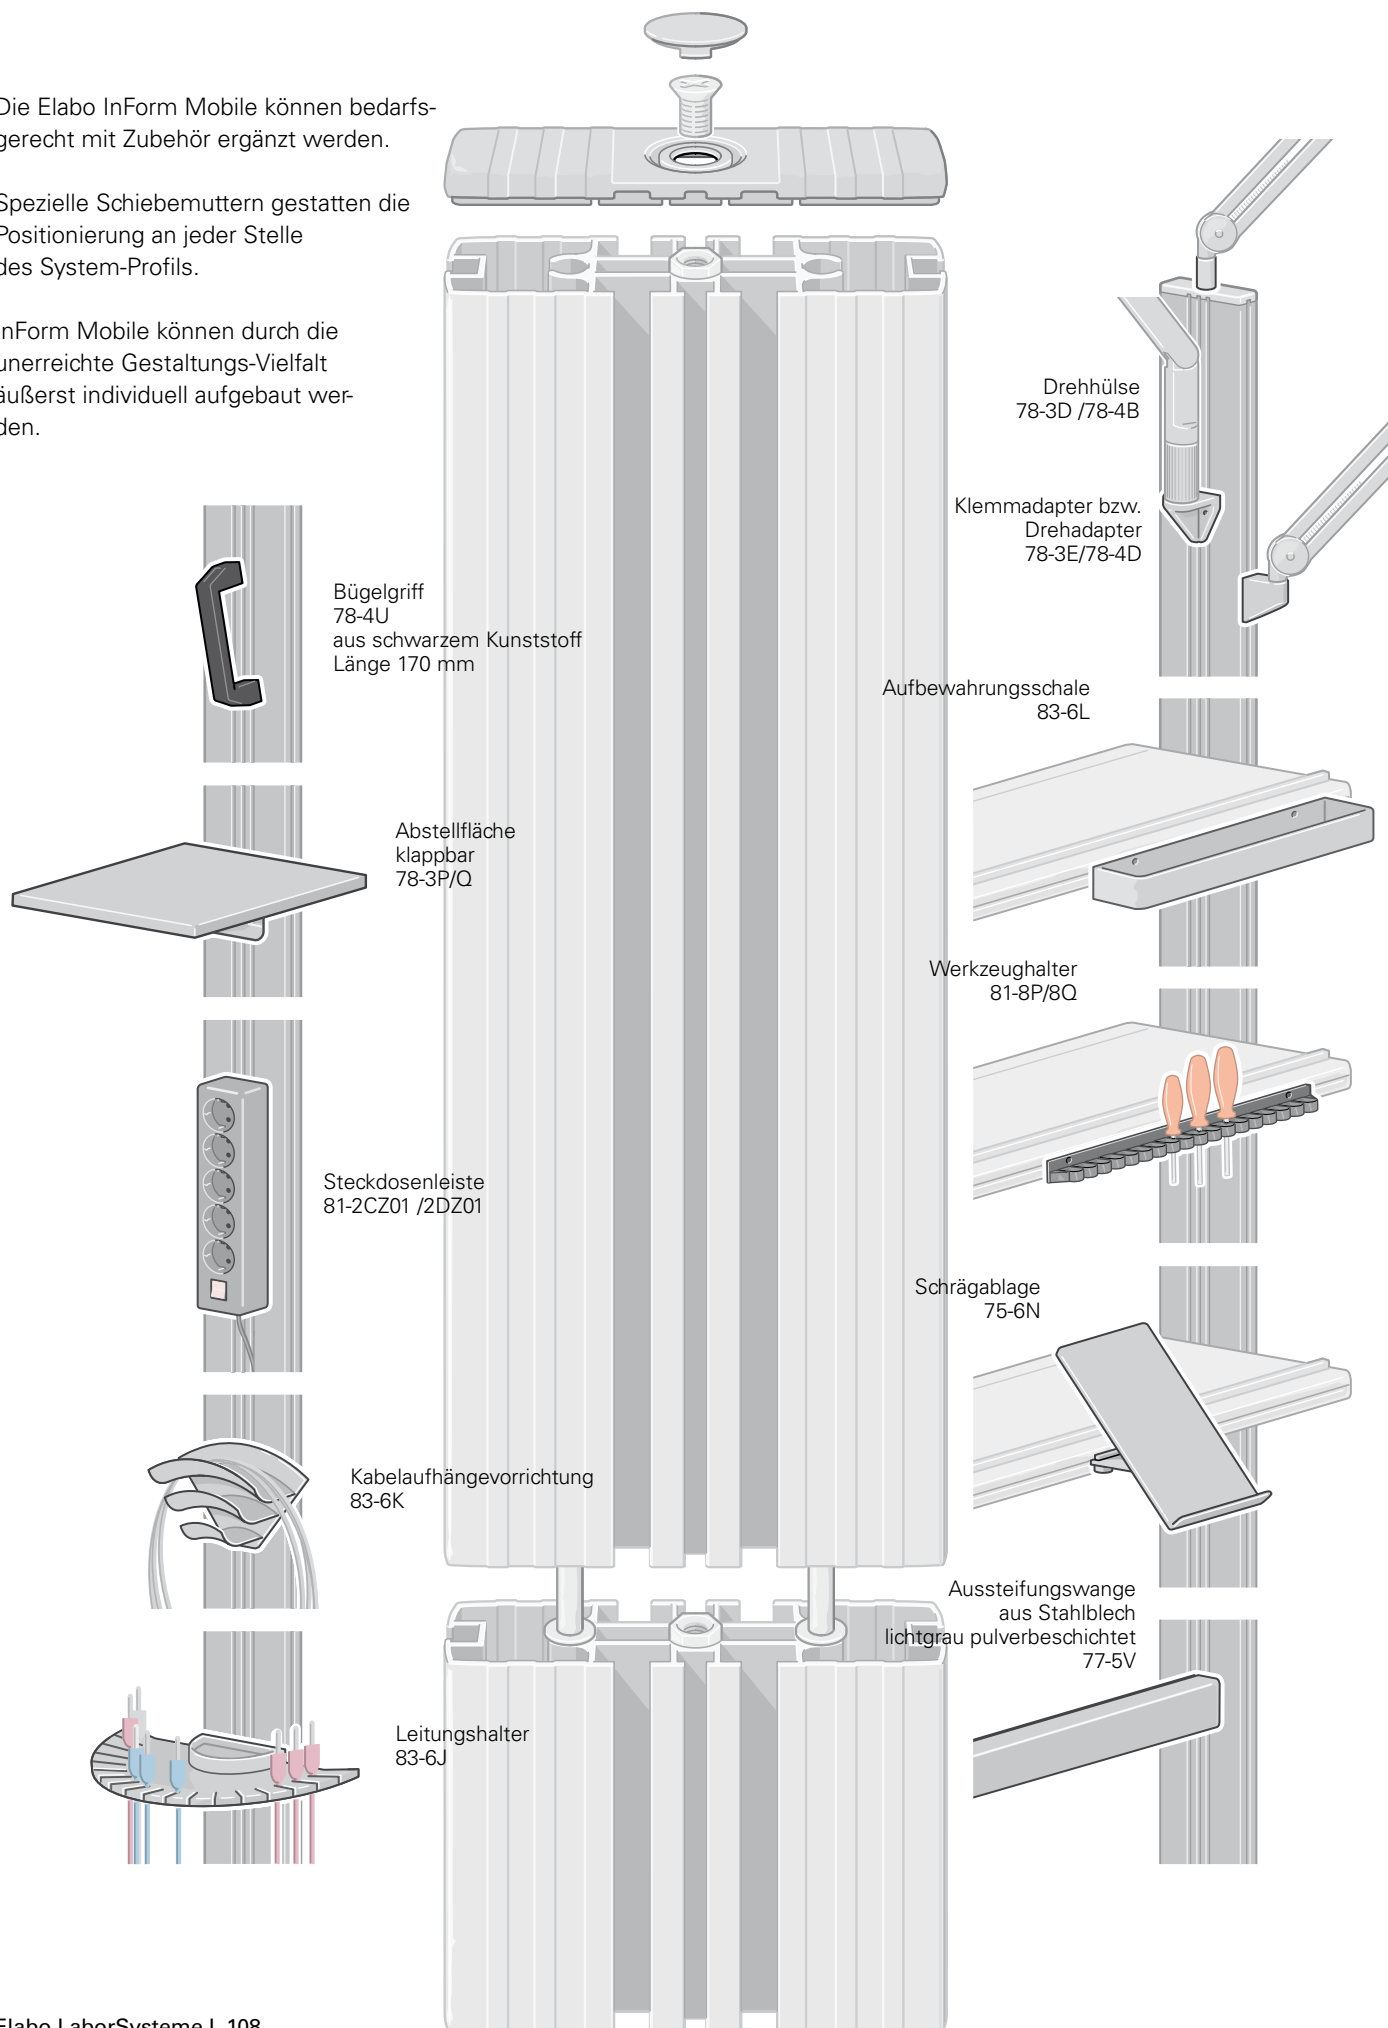 Die Elabo InForm Mobile können bedarfs-
gerecht mit Zubehör ergänzt werden.
Spezielle Schiebemuttern gestatten die
Positionierung an jeder Stelle
des System-Profils.
InForm Mobile können durch die
unerreichte Gestaltungs-Vielfalt
äußerst individuell aufgebaut wer-
den.
Bügelgriff
78-4U
aus schwarzem Kunststoff
Länge 170 mm
Abstellfläche
klappbar
78-3P/Q
Steckdosenleiste
81-2CZ01 /2DZ01
Kabelaufhängevorrichtung
83-6K
Leitungshalter
83-6J
Drehhülse
78-3D /78-4B
Klemmadapter bzw.
Drehadapter
78-3E/78-4D
Aufbewahrungsschale
83-6L
Werkzeughalter
81-8P/8Q
Schrägablage
75-6N
Aussteifungswange
aus Stahlblech
lichtgrau pulverbeschichtet
77-5V
Elabo LaborSysteme L 108